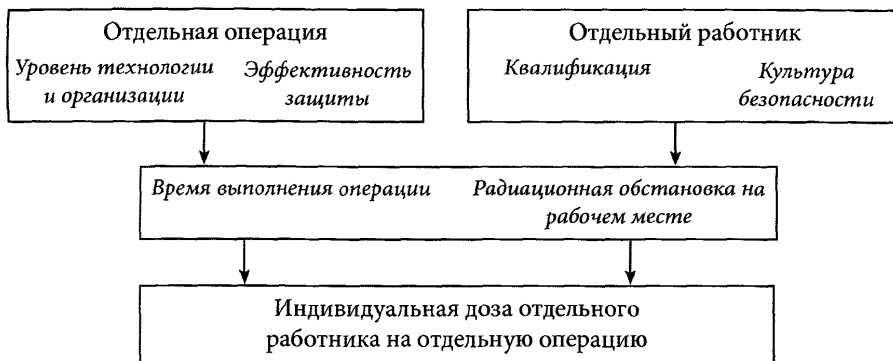 Отдельная операция
Уровень технологии
и организации
Эффективность
защиты
Отдельный работник
Квалификация
Культура
безопасности
Время выполнения операции
Радиационная обстановка на
рабочем месте
Индивидуальная доза отдельного
работника на отдельную операцию